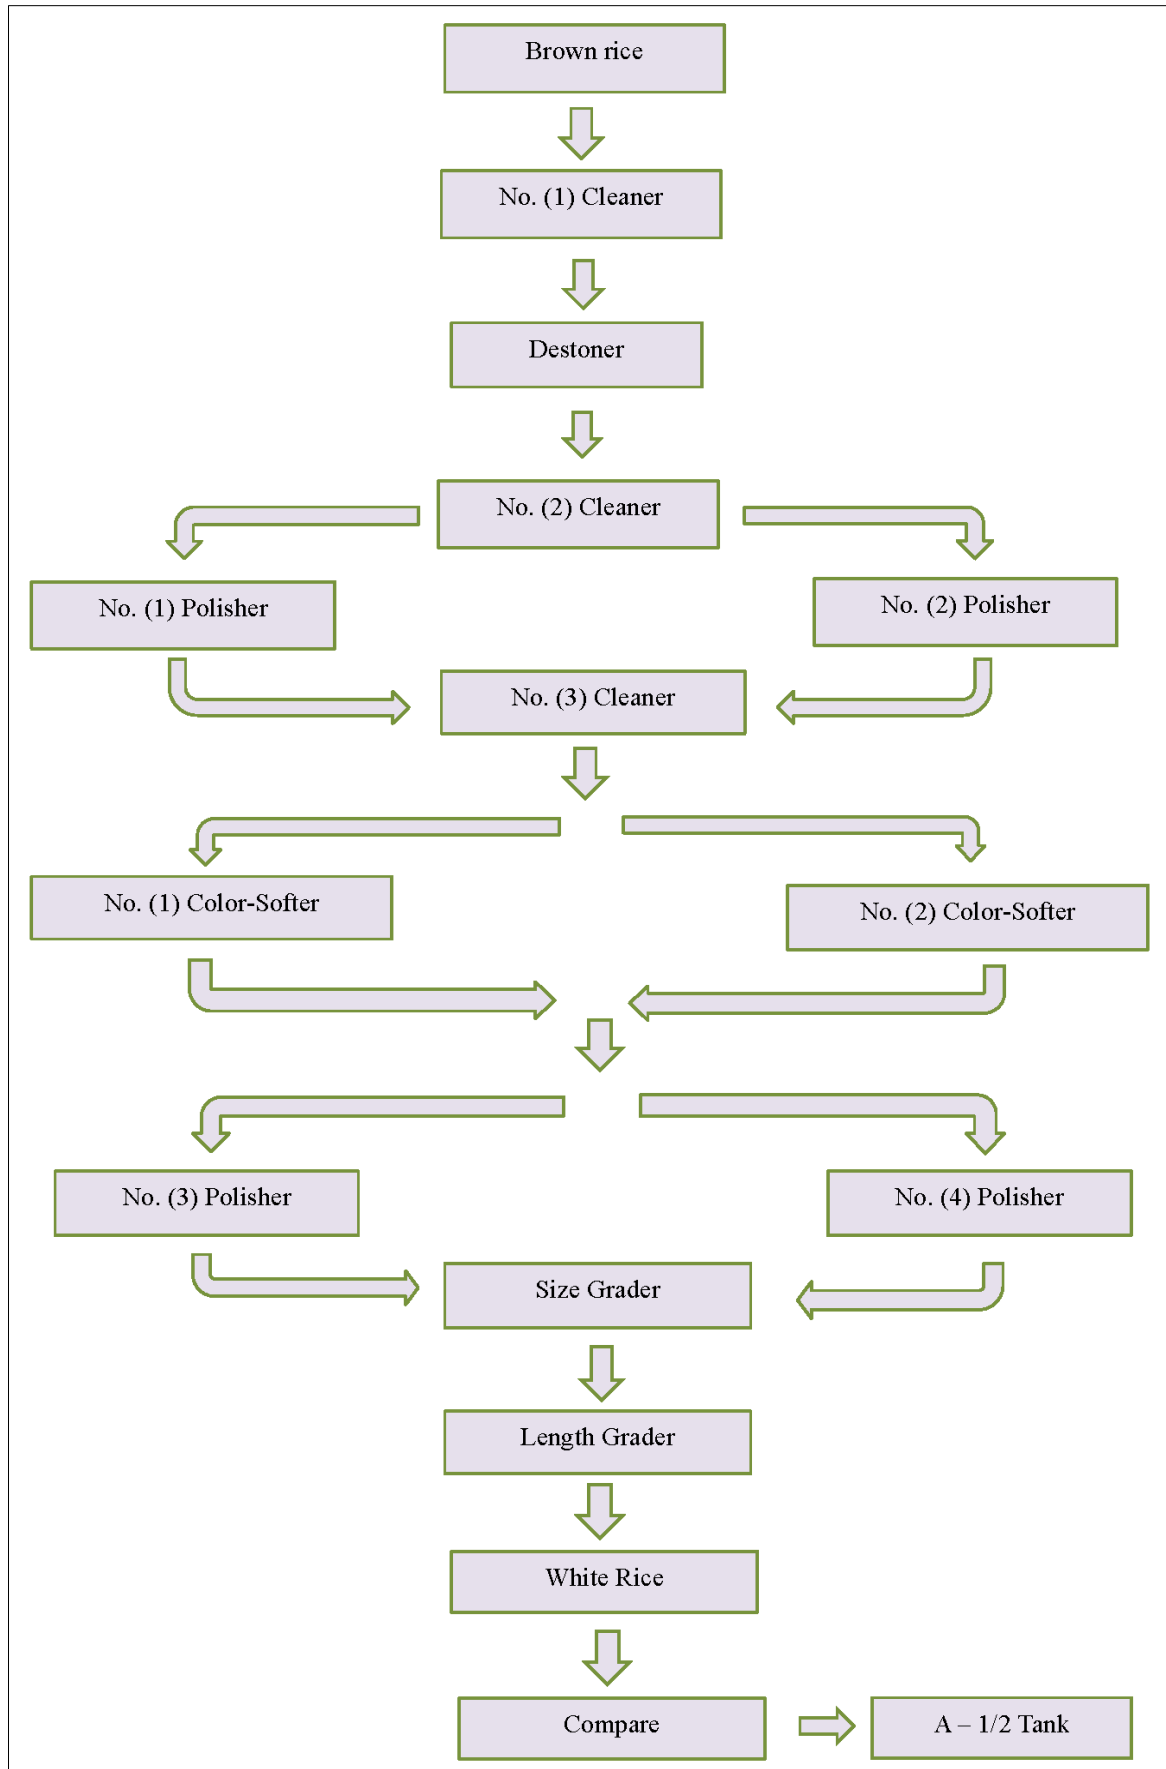 Brown rice
No. (1) Cleaner
Destoner
No. (2) Cleaner
No. (1) Polisher
No. (2) Polisher
No. (3) Cleaner
No. (1) Color-Softer
No. (2) Color-Softer
No. (3) Polisher
No. (4) Polisher
Size Grader
Length Grader
White Rice
Compare
A – 1/2 Tank